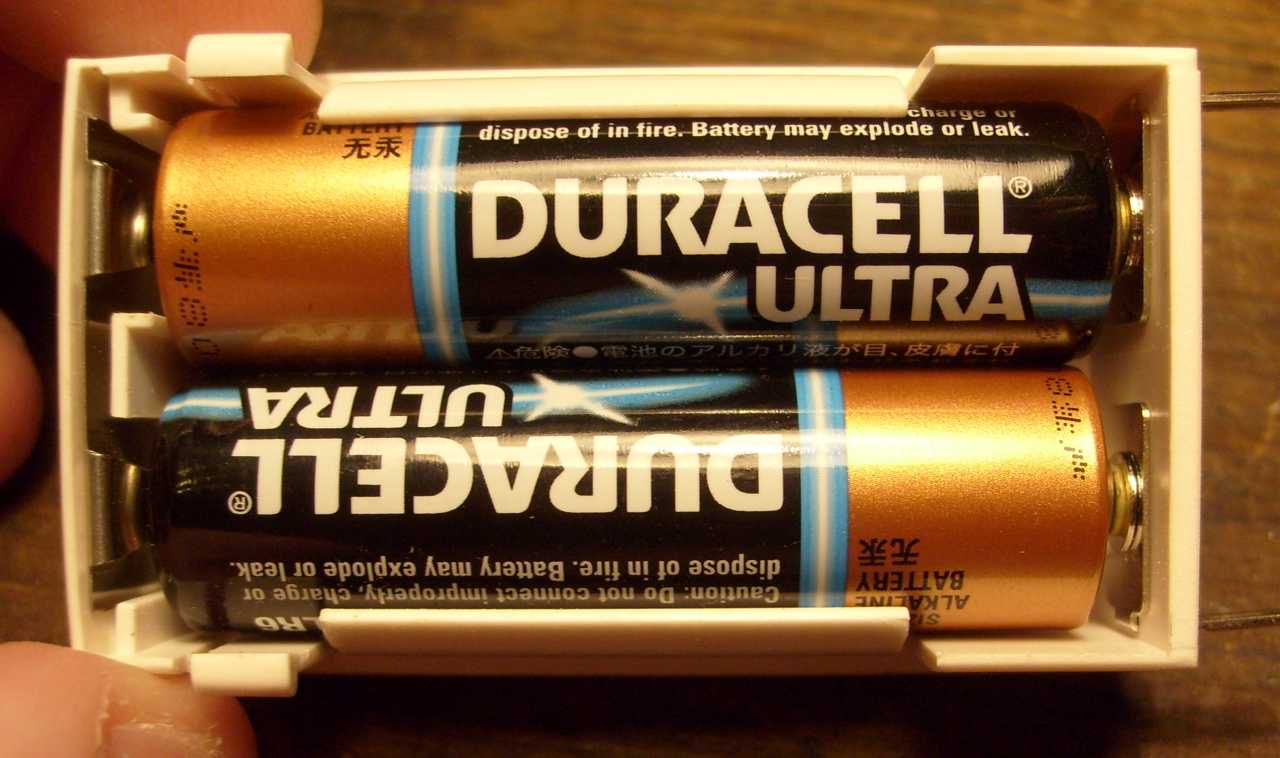 BATTERY
无汞
charge or
dispose of in fire. Battery may explode or leak.
DURACELL®
ULTRA
⚠危険●電池のアルカリ液が目、皮膚に付
ULTRA
DURACELL®
dispose of in fire. Battery may explode or leak.
Caution: Do not connect improperly, charge or
LR6
无汞
BATTERY
ALKALINE